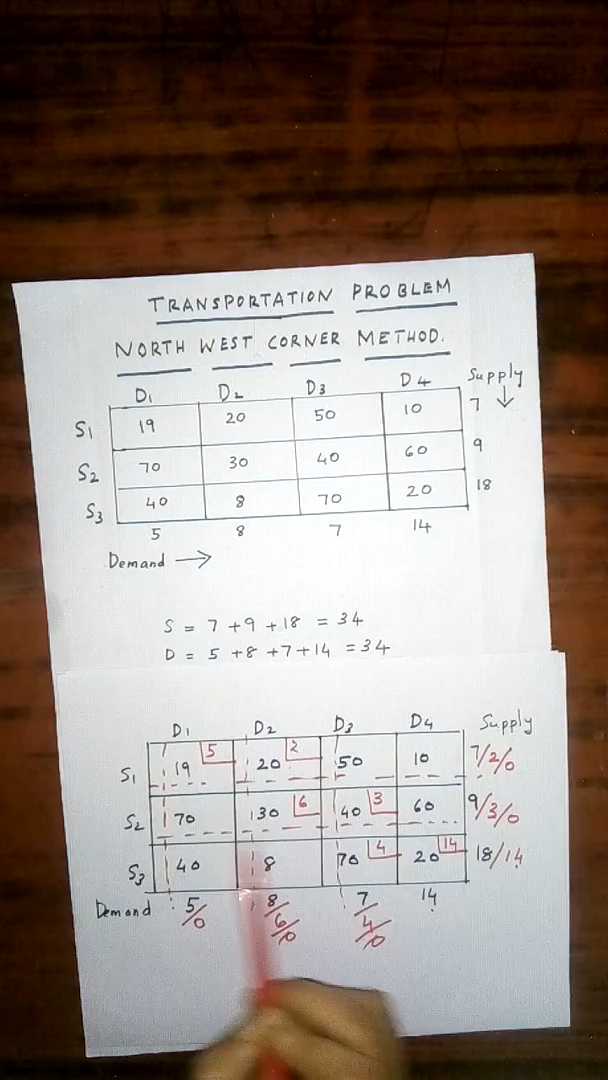 TRANSPORTATION PROBLEM
NORTH WEST CORNER METHOD.
D1 D2 D3 D4 Supply ↓
S1 19 20 50 10 7
S2 70 30 40 60 9
S3 40 8 70 20 18
5 8 7 14
Demand →
S = 7 + 9 + 18 = 34
D = 5 + 8 + 7 + 14 = 34
D1 D2 D3 D4 Supply
S1 19 5 20 2 50 10 7/2/0
S2 70 30 6 40 3 60 9/3/0
S3 40 8 70 4 20 14 18/14
Demand 5/0 8/6/0 7/4/0 14